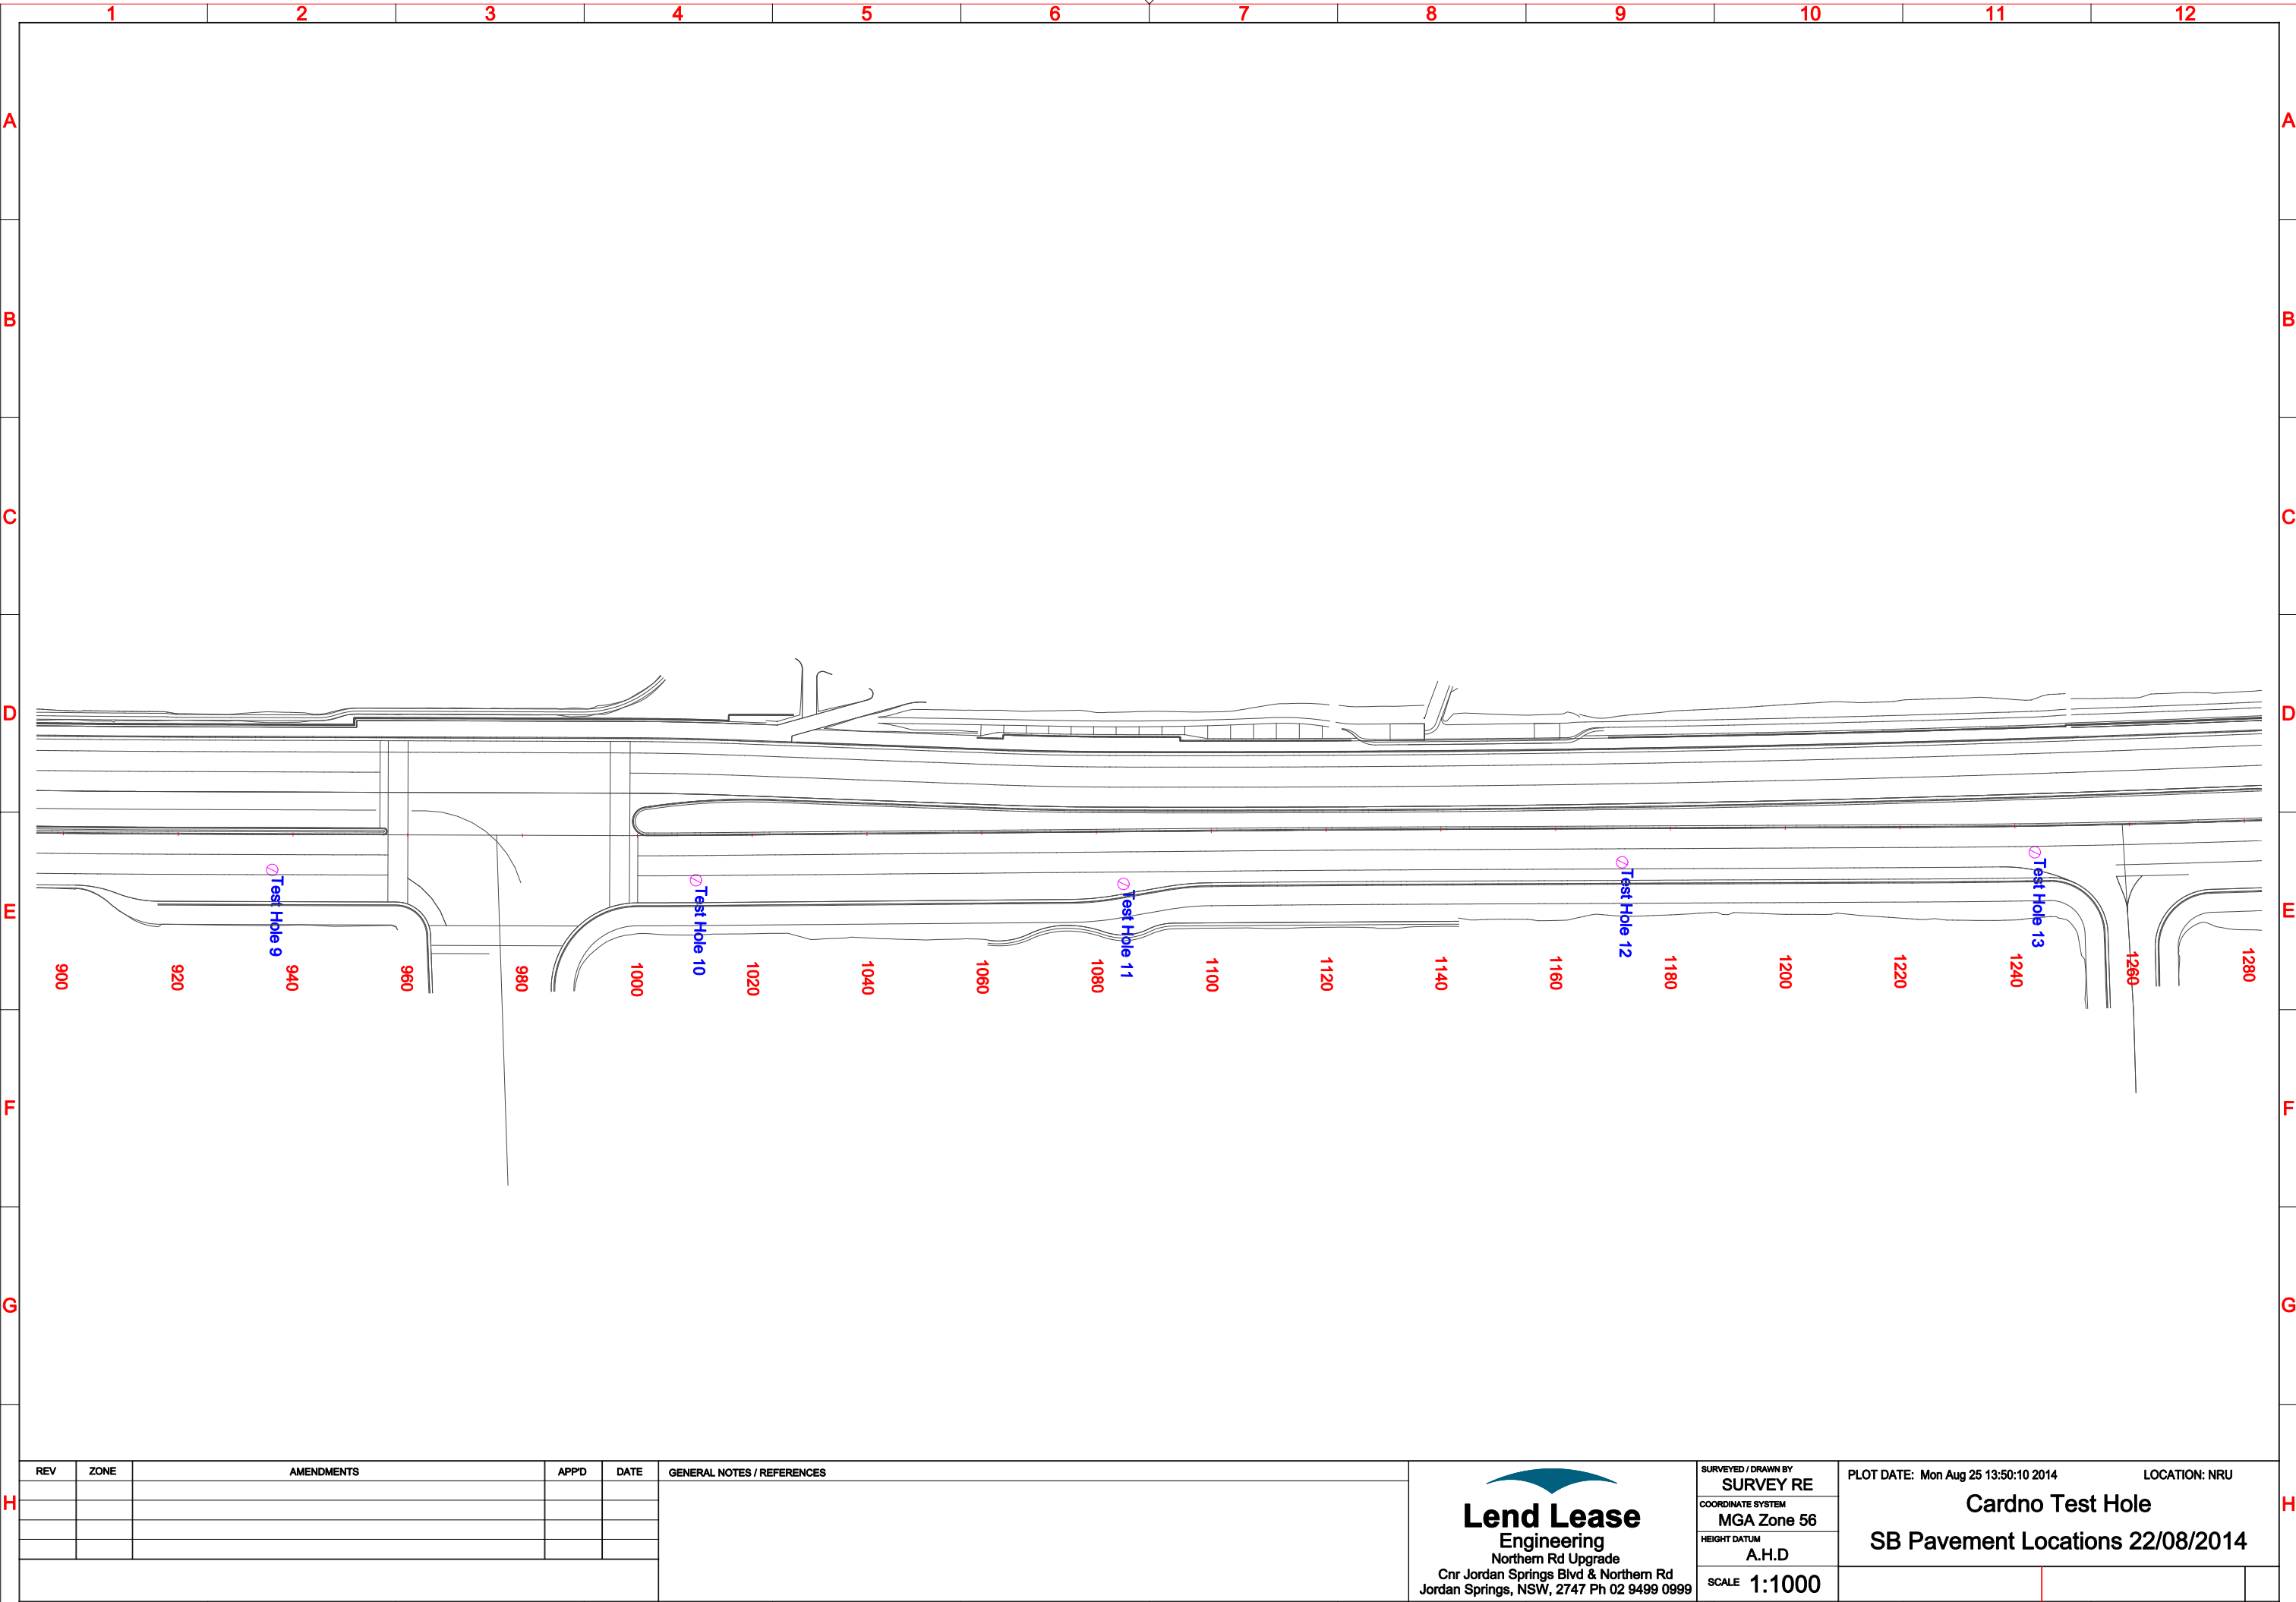 1 2 3 4 5 6 7 8 9 10 11 12
A A
B B
C C
D D
E E
F F
G G
H H
Test Hole 9
Test Hole 10
Test Hole 11
Test Hole 12
Test Hole 13
900 920 940 960 980 1000 1020 1040 1060 1080 1100 1120 1140 1160 1180 1200 1220 1240 1260 1280
REV ZONE AMENDMENTS APP'D DATE GENERAL NOTES / REFERENCES
Lend Lease
Engineering
Northern Rd Upgrade
Cnr Jordan Springs Blvd & Northern Rd
Jordan Springs, NSW, 2747 Ph 02 9499 0999
SURVEYED / DRAWN BY
SURVEY RE
COORDINATE SYSTEM
MGA Zone 56
HEIGHT DATUM
A.H.D
SCALE 1:1000
PLOT DATE: Mon Aug 25 13:50:10 2014 LOCATION: NRU
Cardno Test Hole
SB Pavement Locations 22/08/2014